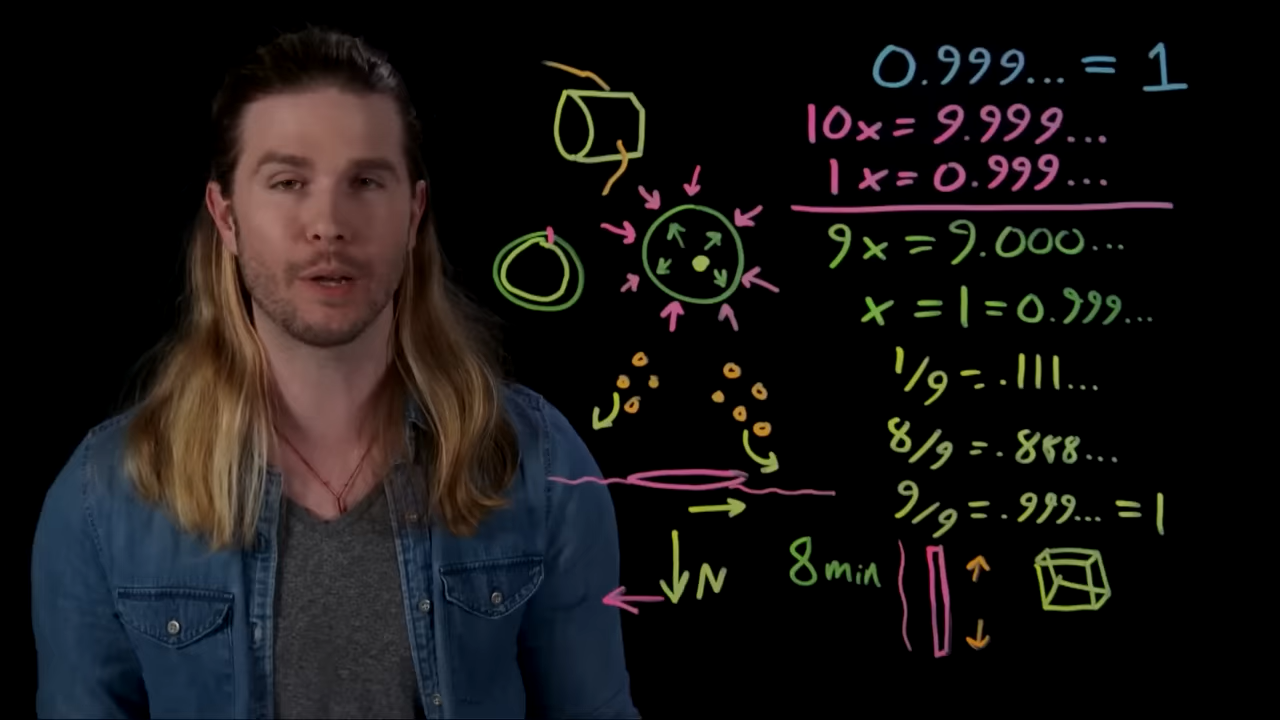 0.999... = 1
10x = 9.999...
1x = 0.999...
9x = 9.000...
x = 1 = 0.999...
1/9 = .111...
8/9 = .888...
9/9 = .999... = 1
N
8 min